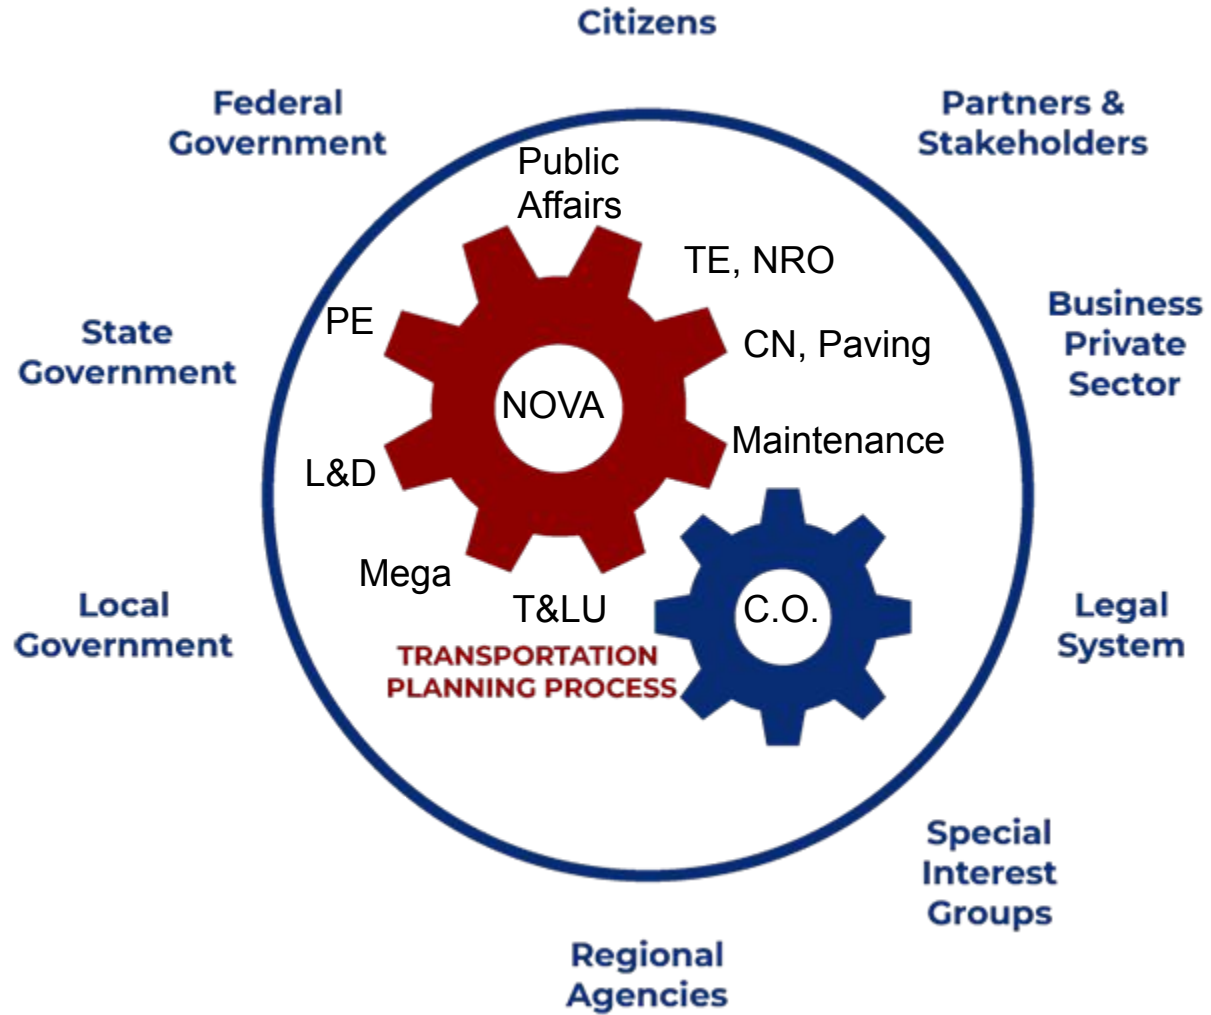 Citizens
Federal
Government
Partners &
Stakeholders
Public
Affairs
TE, NRO
PE
CN, Paving
Business
Private
Sector
State
Government
NOVA
Maintenance
L&D
Mega
T&LU
C.O.
Local
Government
Legal
System
TRANSPORTATION
PLANNING PROCESS
Special
Interest
Groups
Regional
Agencies